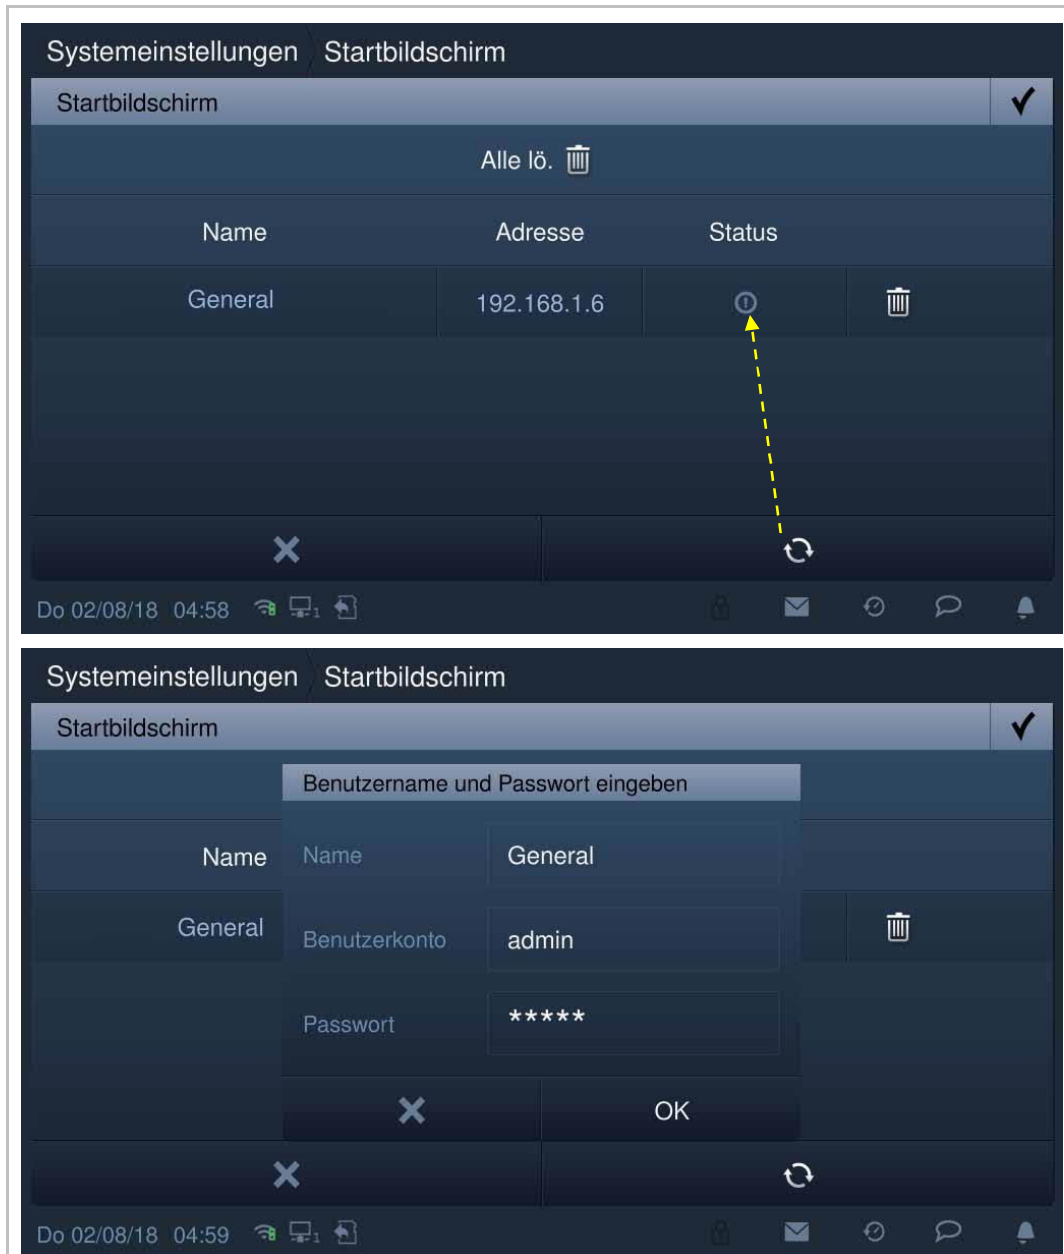 Systemeinstellungen Startbildschirm
Startbildschirm
Alle lö.
Name Adresse Status
General 192.168.1.6
Do 02/08/18 04:58 1
Systemeinstellungen Startbildschirm
Startbildschirm
Benutzername und Passwort eingeben
Name Name General
General Benutzerkonto admin
Passwort *****
OK
Do 02/08/18 04:59 1